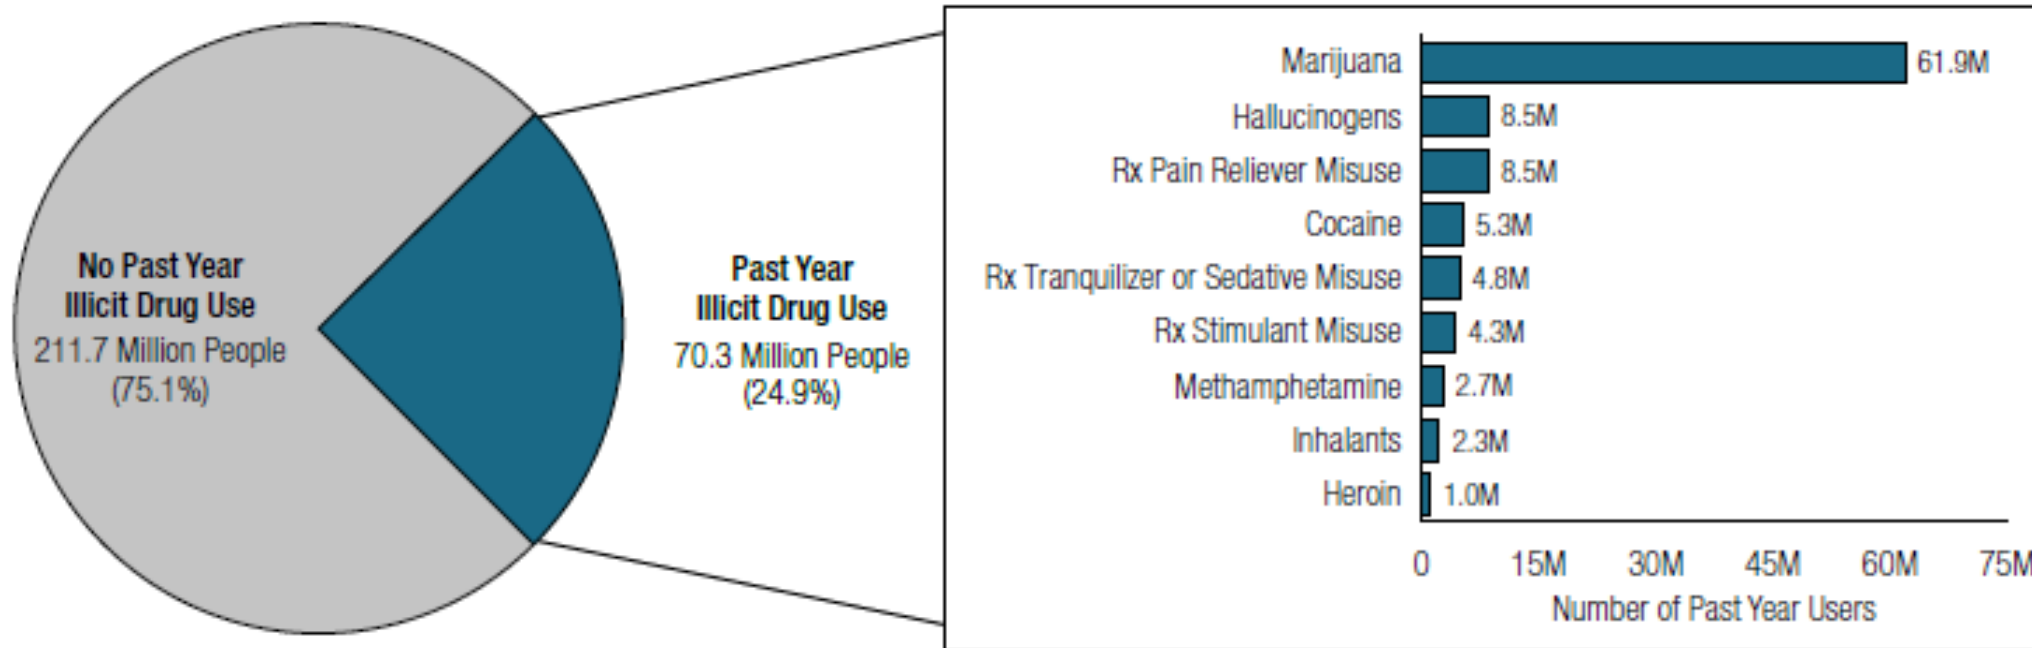 No Past Year
Illicit Drug Use
211.7 Million People
(75.1%)
Past Year
Illicit Drug Use
70.3 Million People
(24.9%)
Marijuana 61.9M
Hallucinogens 8.5M
Rx Pain Reliever Misuse 8.5M
Cocaine 5.3M
Rx Tranquilizer or Sedative Misuse 4.8M
Rx Stimulant Misuse 4.3M
Methamphetamine 2.7M
Inhalants 2.3M
Heroin 1.0M
0 15M 30M 45M 60M 75M
Number of Past Year Users